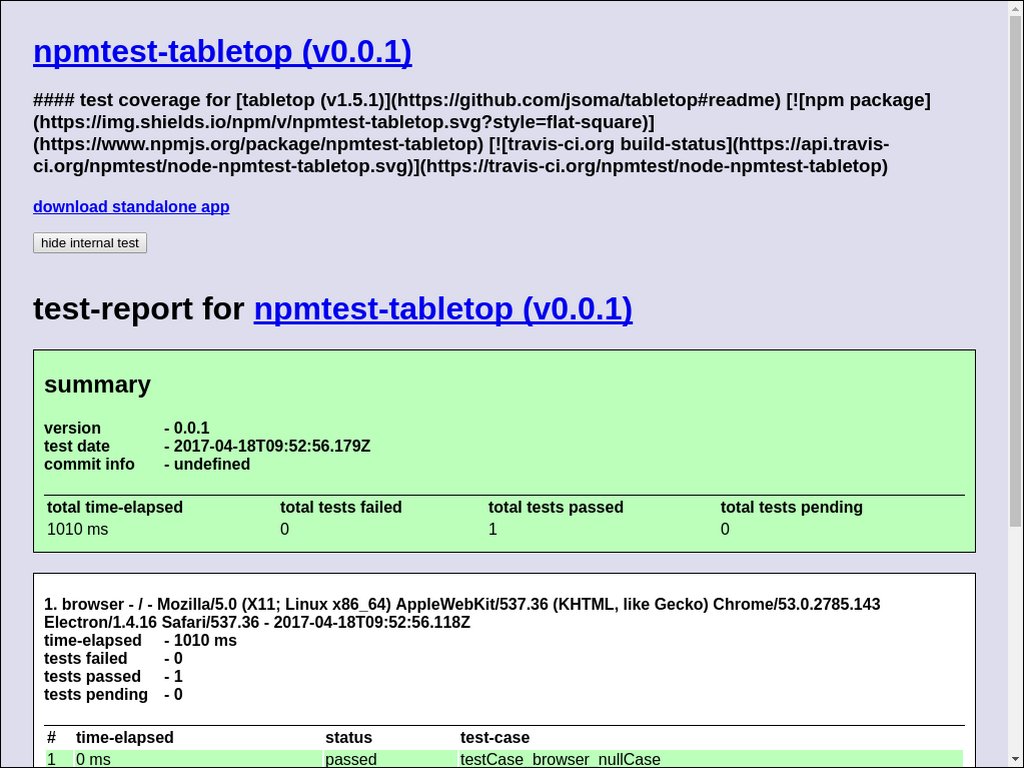 npmtest-tabletop (v0.0.1)
#### test coverage for [tabletop (v1.5.1)](https://github.com/jsoma/tabletop#readme) [![npm package]
(https://img.shields.io/npm/v/npmtest-tabletop.svg?style=flat-square)]
(https://www.npmjs.org/package/npmtest-tabletop) [![travis-ci.org build-status](https://api.travis-
ci.org/npmtest/node-npmtest-tabletop.svg)](https://travis-ci.org/npmtest/node-npmtest-tabletop)
download standalone app
hide internal test
test-report for npmtest-tabletop (v0.0.1)
summary
version - 0.0.1
test date - 2017-04-18T09:52:56.179Z
commit info - undefined
total time-elapsed total tests failed total tests passed total tests pending
1010 ms 0 1 0
1. browser - / - Mozilla/5.0 (X11; Linux x86_64) AppleWebKit/537.36 (KHTML, like Gecko) Chrome/53.0.2785.143
Electron/1.4.16 Safari/537.36 - 2017-04-18T09:52:56.118Z
time-elapsed - 1010 ms
tests failed - 0
tests passed - 1
tests pending - 0
# time-elapsed status test-case
1 0 ms passed testCase_browser_nullCase